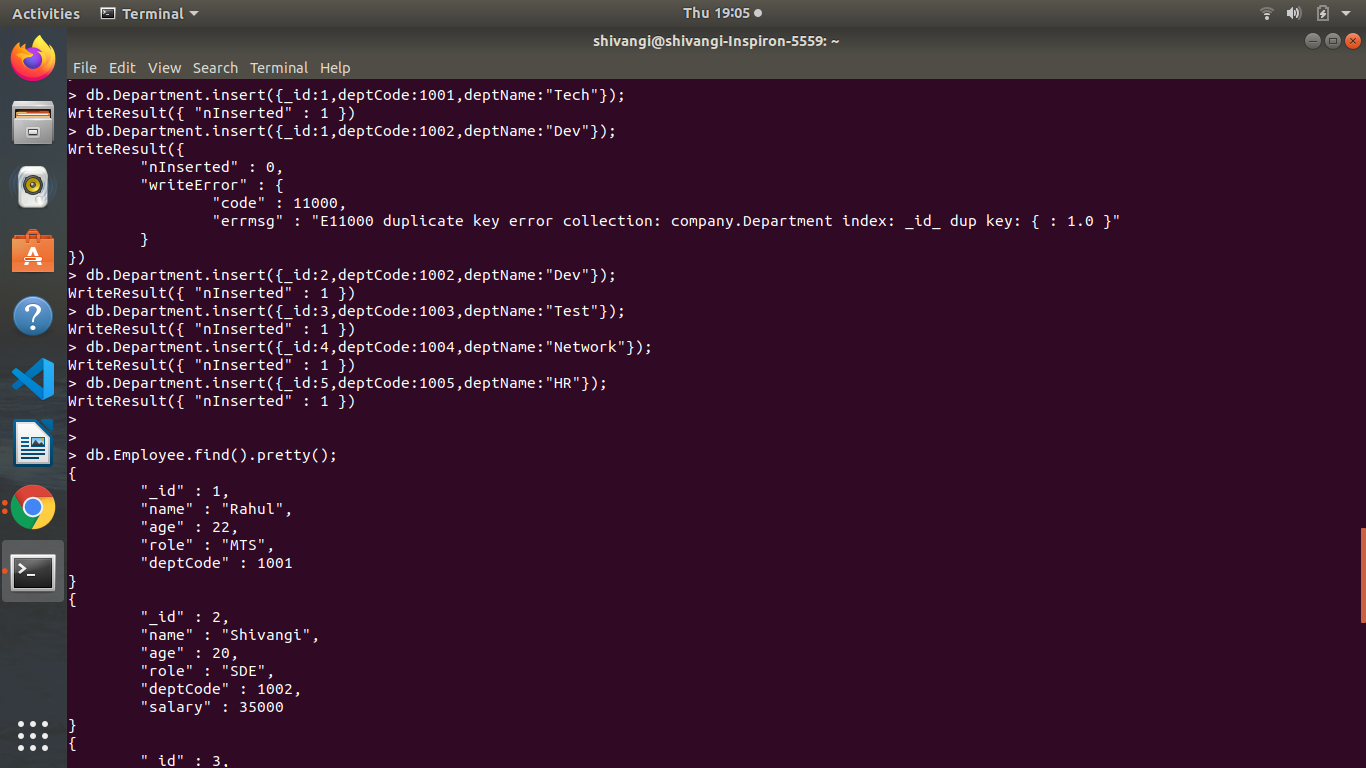 Activities Terminal Thu 19:05
shivangi@shivangi-Inspiron-5559: ~
File Edit View Search Terminal Help
> db.Department.insert({_id:1,deptCode:1001,deptName:"Tech"});
WriteResult({ "nInserted" : 1 })
> db.Department.insert({_id:1,deptCode:1002,deptName:"Dev"});
WriteResult({
        "nInserted" : 0,
        "writeError" : {
                "code" : 11000,
                "errmsg" : "E11000 duplicate key error collection: company.Department index: _id_ dup key: { : 1.0 }"
        }
})
> db.Department.insert({_id:2,deptCode:1002,deptName:"Dev"});
WriteResult({ "nInserted" : 1 })
> db.Department.insert({_id:3,deptCode:1003,deptName:"Test"});
WriteResult({ "nInserted" : 1 })
> db.Department.insert({_id:4,deptCode:1004,deptName:"Network"});
WriteResult({ "nInserted" : 1 })
> db.Department.insert({_id:5,deptCode:1005,deptName:"HR"});
WriteResult({ "nInserted" : 1 })
>
>
> db.Employee.find().pretty();
{
        "_id" : 1,
        "name" : "Rahul",
        "age" : 22,
        "role" : "MTS",
        "deptCode" : 1001
}
{
        "_id" : 2,
        "name" : "Shivangi",
        "age" : 20,
        "role" : "SDE",
        "deptCode" : 1002,
        "salary" : 35000
}
{
        "_id" : 3,